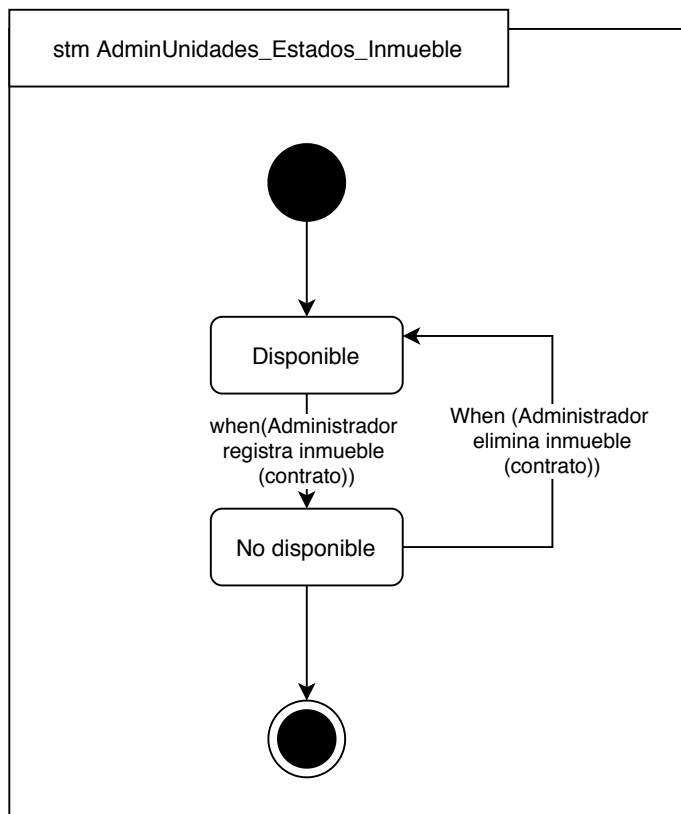 stm AdminUnidades_Estados_Inmueble
Disponible
when(Administrador
registra inmueble
(contrato))
When (Administrador
elimina inmueble
(contrato))
No disponible